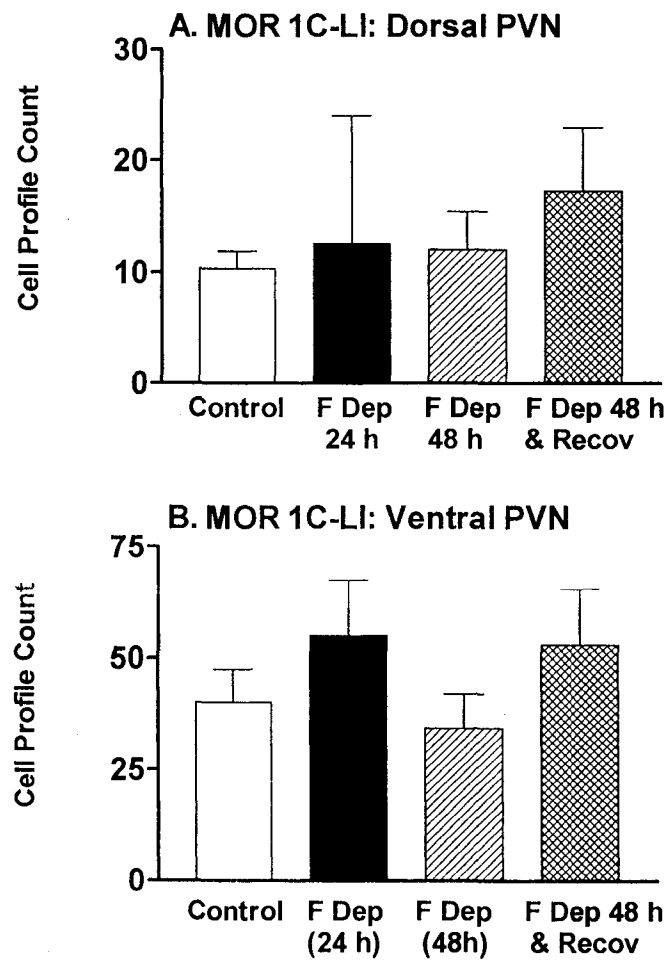 A. MOR 1C-LI: Dorsal PVN
Cell Profile Count
30
20
10
0
Control
F Dep 24 h
F Dep 48 h
F Dep 48 h & Recov
B. MOR 1C-LI: Ventral PVN
Cell Profile Count
75
50
25
0
Control
F Dep (24 h)
F Dep (48h)
F Dep 48 h & Recov